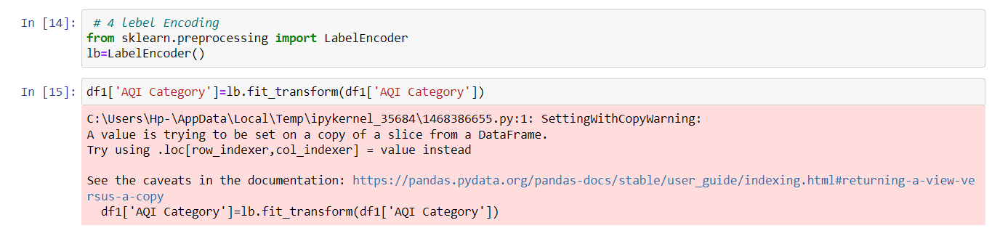 In [14]: # 4 lebel Encoding
from sklearn.preprocessing import LabelEncoder
lb=LabelEncoder()
In [15]: df1['AQI Category']=lb.fit_transform(df1['AQI Category'])
C:\Users\Hp-\AppData\Local\Temp\ipykernel_35684\1468386655.py:1: SettingWithCopyWarning:
A value is trying to be set on a copy of a slice from a DataFrame.
Try using .loc[row_indexer,col_indexer] = value instead
See the caveats in the documentation: https://pandas.pydata.org/pandas-docs/stable/user_guide/indexing.html#returning-a-view-ve
rsus-a-copy
df1['AQI Category']=lb.fit_transform(df1['AQI Category'])